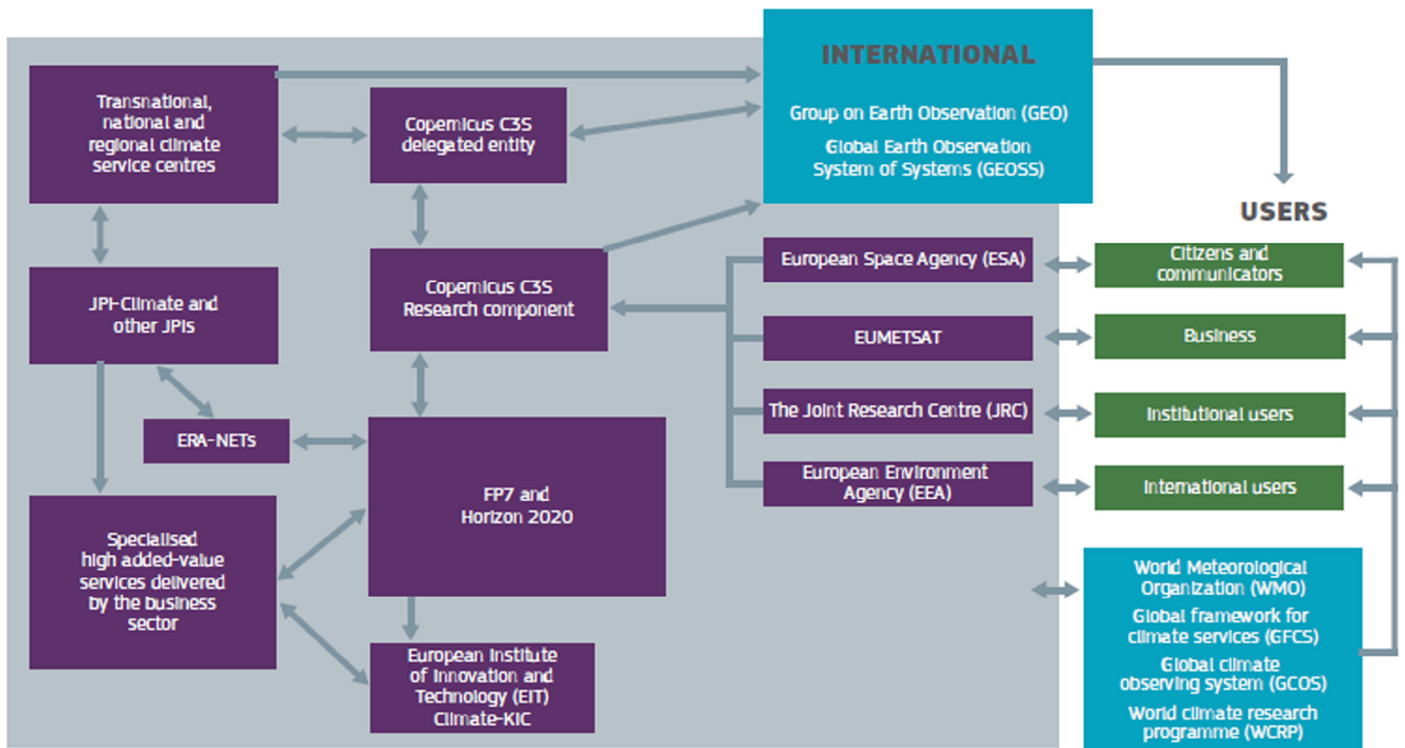 INTERNATIONAL
Group on Earth Observation (GEO)
Global Earth Observation
System of Systems (GEOSS)
Transnational,
national and
regional climate
service centres
Copernicus C3S
delegated entity
USERS
JPI-Climate and
other JPIs
Copernicus C3S
Research component
European Space Agency (ESA)
Citizens and
communicators
EUMETSAT
Business
The Joint Research Centre (JRC)
Institutional users
ERA-NETs
European Environment
Agency (EEA)
International users
FP7 and
Horizon 2020
Specialised
high added-value
services delivered
by the business
sector
European Institute
of Innovation and
Technology (EIT)
Climate-KIC
World Meteorological
Organization (WMO)
Global framework for
climate services (GFCS)
Global climate
observing system (GCOS)
World climate research
programme (WCRP)